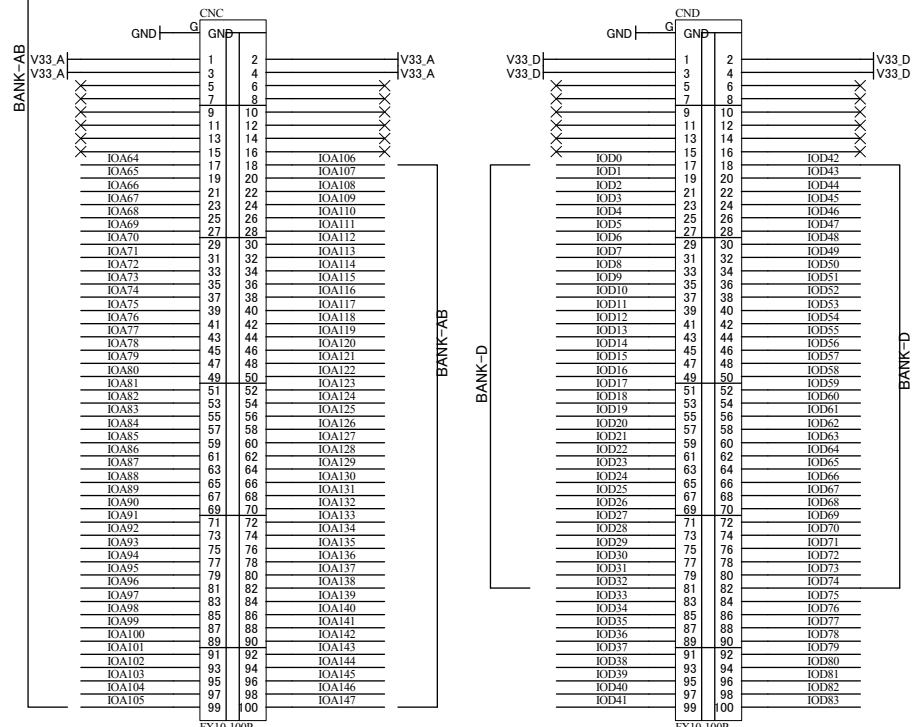 CNC
GND G GND
V33_A 1 2 V33_A
V33_A 3 4 V33_A
5 6
7 8
9 10
11 12
13 14
15 16
IOA64 17 18 IOA106
IOA65 19 20 IOA107
IOA66 21 22 IOA108
IOA67 23 24 IOA109
IOA68 25 26 IOA110
IOA69 27 28 IOA111
IOA70 29 30 IOA112
IOA71 31 32 IOA113
IOA72 33 34 IOA114
IOA73 35 36 IOA115
IOA74 37 38 IOA116
IOA75 39 40 IOA117
IOA76 41 42 IOA118
IOA77 43 44 IOA119
IOA78 45 46 IOA120
IOA79 47 48 IOA121
IOA80 49 50 IOA122
IOA81 51 52 IOA123
IOA82 53 54 IOA124
IOA83 55 56 IOA125
IOA84 57 58 IOA126
IOA85 59 60 IOA127
IOA86 61 62 IOA128
IOA87 63 64 IOA129
IOA88 65 66 IOA130
IOA89 67 68 IOA131
IOA90 69 70 IOA132
IOA91 71 72 IOA133
IOA92 73 74 IOA134
IOA93 75 76 IOA135
IOA94 77 78 IOA136
IOA95 79 80 IOA137
IOA96 81 82 IOA138
IOA97 83 84 IOA139
IOA98 85 86 IOA140
IOA99 87 88 IOA141
IOA100 89 90 IOA142
IOA101 91 92 IOA143
IOA102 93 94 IOA144
IOA103 95 96 IOA145
IOA104 97 98 IOA146
IOA105 99 100 IOA147
BANK-AB
BANK-AB
CND
GND G GND
V33_D 1 2 V33_D
V33_D 3 4 V33_D
5 6
7 8
9 10
11 12
13 14
15 16
IOD0 17 18 IOD42
IOD1 19 20 IOD43
IOD2 21 22 IOD44
IOD3 23 24 IOD45
IOD4 25 26 IOD46
IOD5 27 28 IOD47
IOD6 29 30 IOD48
IOD7 31 32 IOD49
IOD8 33 34 IOD50
IOD9 35 36 IOD51
IOD10 37 38 IOD52
IOD11 39 40 IOD53
IOD12 41 42 IOD54
IOD13 43 44 IOD55
IOD14 45 46 IOD56
IOD15 47 48 IOD57
IOD16 49 50 IOD58
IOD17 51 52 IOD59
IOD18 53 54 IOD60
IOD19 55 56 IOD61
IOD20 57 58 IOD62
IOD21 59 60 IOD63
IOD22 61 62 IOD64
IOD23 63 64 IOD65
IOD24 65 66 IOD66
IOD25 67 68 IOD67
IOD26 69 70 IOD68
IOD27 71 72 IOD69
IOD28 73 74 IOD70
IOD29 75 76 IOD71
IOD30 77 78 IOD72
IOD31 79 80 IOD73
IOD32 81 82 IOD74
IOD33 83 84 IOD75
IOD34 85 86 IOD76
IOD35 87 88 IOD77
IOD36 89 90 IOD78
IOD37 91 92 IOD79
IOD38 93 94 IOD80
IOD39 95 96 IOD81
IOD40 97 98 IOD82
IOD41 99 100 IOD83
BANK-D
BANK-D